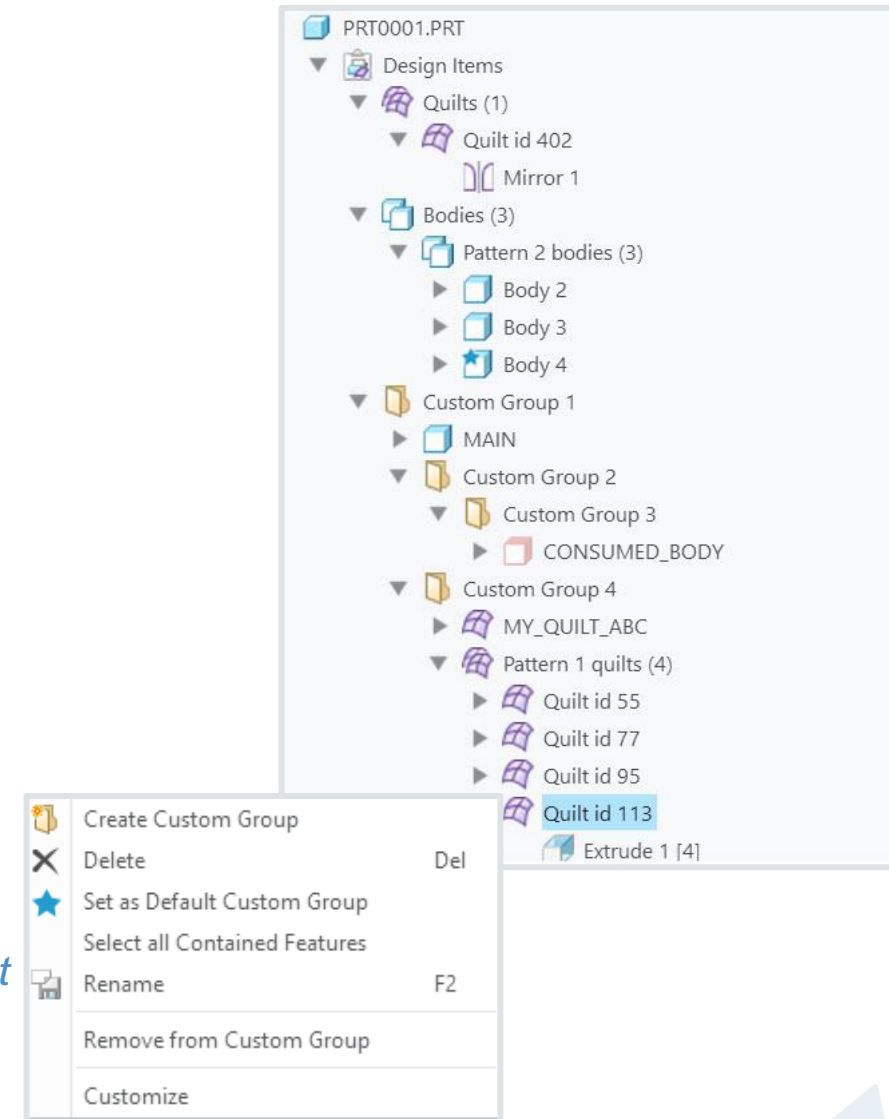 PRT0001.PRT
Design Items
Quilts (1)
Quilt id 402
Mirror 1
Bodies (3)
Pattern 2 bodies (3)
Body 2
Body 3
Body 4
Custom Group 1
MAIN
Custom Group 2
Custom Group 3
CONSUMED_BODY
Custom Group 4
MY_QUILT_ABC
Pattern 1 quilts (4)
Quilt id 55
Quilt id 77
Quilt id 95
Quilt id 113
Extrude 1 [4]
Create Custom Group
Delete Del
Set as Default Custom Group
Select all Contained Features
t
Rename F2
Remove from Custom Group
Customize